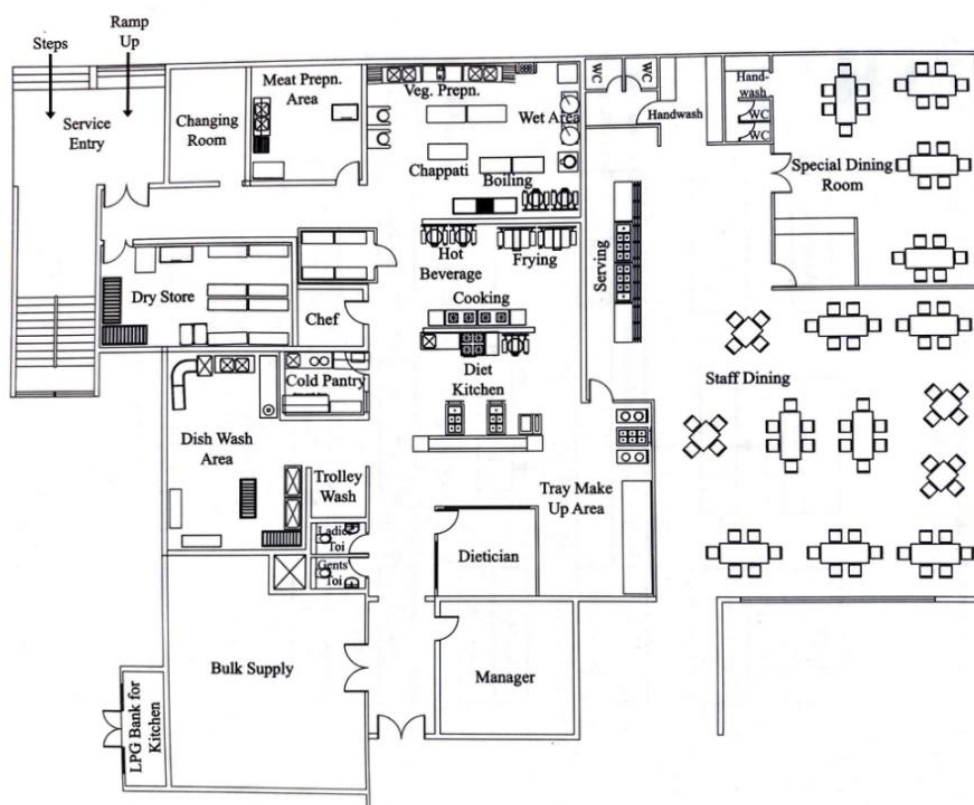 Ramp
Up
Steps
Service
Entry
Changing
Room
Meat Prepn.
Area
Veg. Prepn.
Wet Area
Chappati
Boiling
WC
WC
Handwash
Hand-
wash
WC
WC
Special Dining
Room
Hot
Beverage
Frying
Serving
Dry Store
Chef
Cooking
Cold Pantry
Diet
Kitchen
Staff Dining
Dish Wash
Area
Trolley
Wash
Tray Make
Up Area
Ladies
Toi
Gents
Toi
Dietician
Bulk Supply
Manager
LPG Bank for
Kitchen